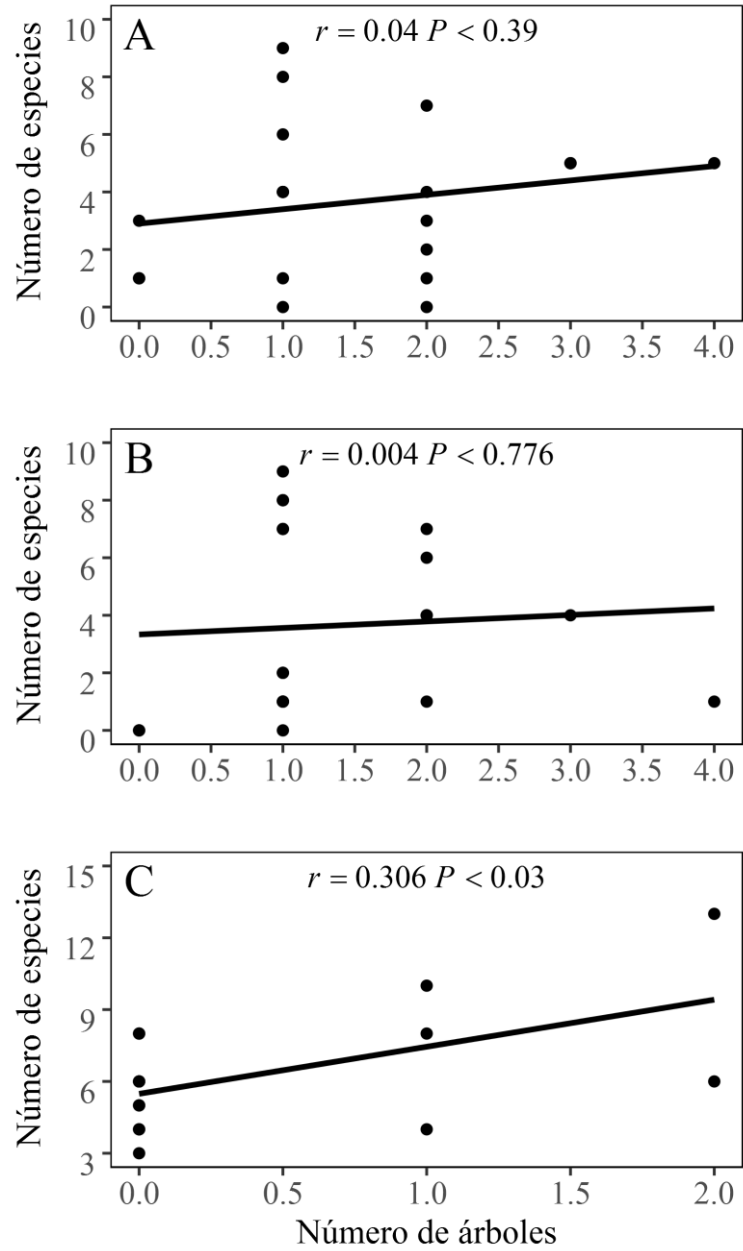 A
r = 0.04 P < 0.39
Número de especies
10
8
6
4
2
0
0.0 0.5 1.0 1.5 2.0 2.5 3.0 3.5 4.0
B
r = 0.004 P < 0.776
Número de especies
10
8
6
4
2
0
0.0 0.5 1.0 1.5 2.0 2.5 3.0 3.5 4.0
C
r = 0.306 P < 0.03
Número de especies
15
12
9
6
3
0.0 0.5 1.0 1.5 2.0
Número de árboles